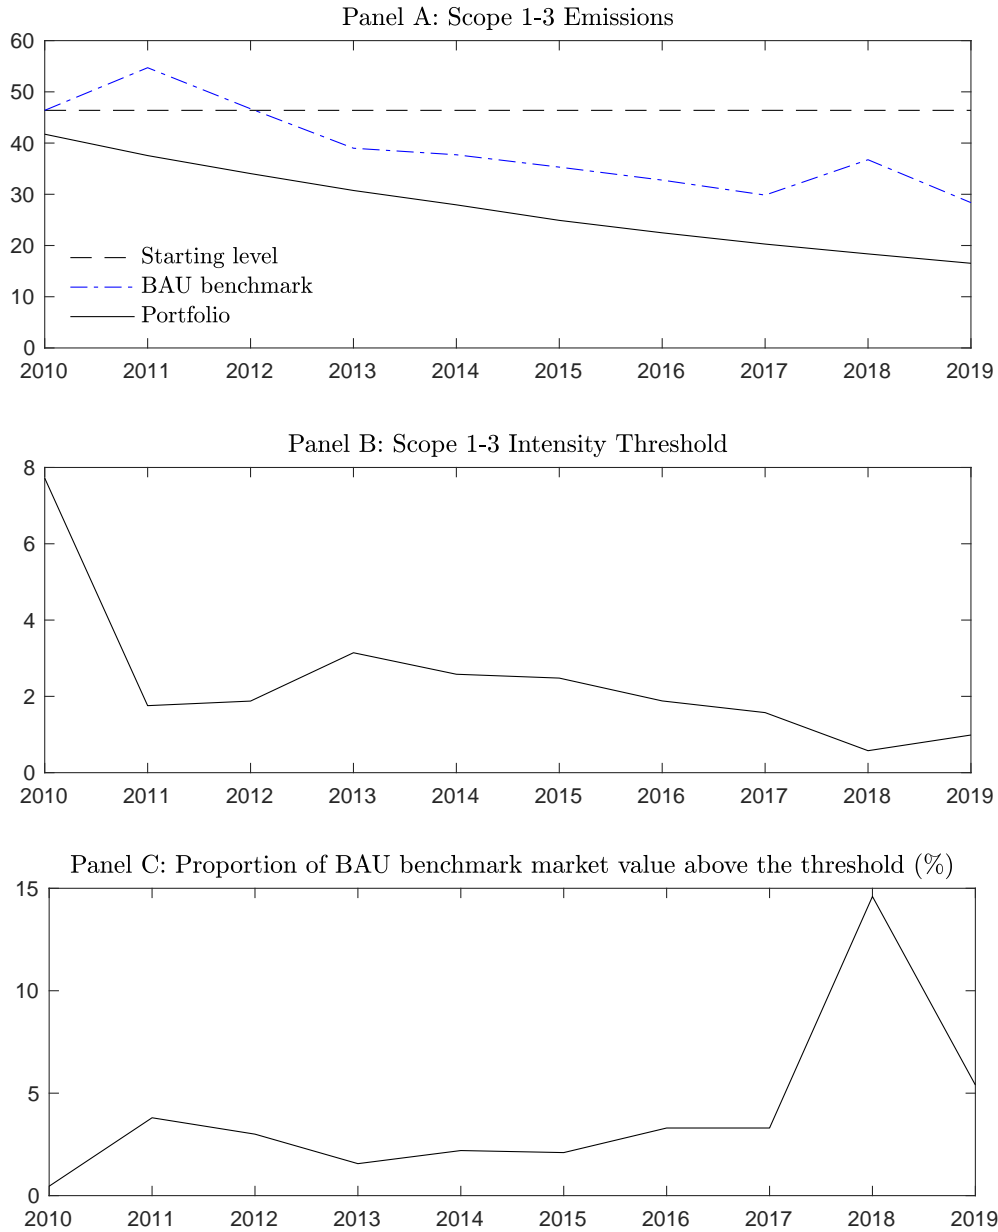 Panel A: Scope 1-3 Emissions
60
50
40
30
20
10
0
Starting level
BAU benchmark
Portfolio
2010 2011 2012 2013 2014 2015 2016 2017 2018 2019
Panel B: Scope 1-3 Intensity Threshold
8
6
4
2
0
2010 2011 2012 2013 2014 2015 2016 2017 2018 2019
Panel C: Proportion of BAU benchmark market value above the threshold (%)
15
10
5
0
2010 2011 2012 2013 2014 2015 2016 2017 2018 2019